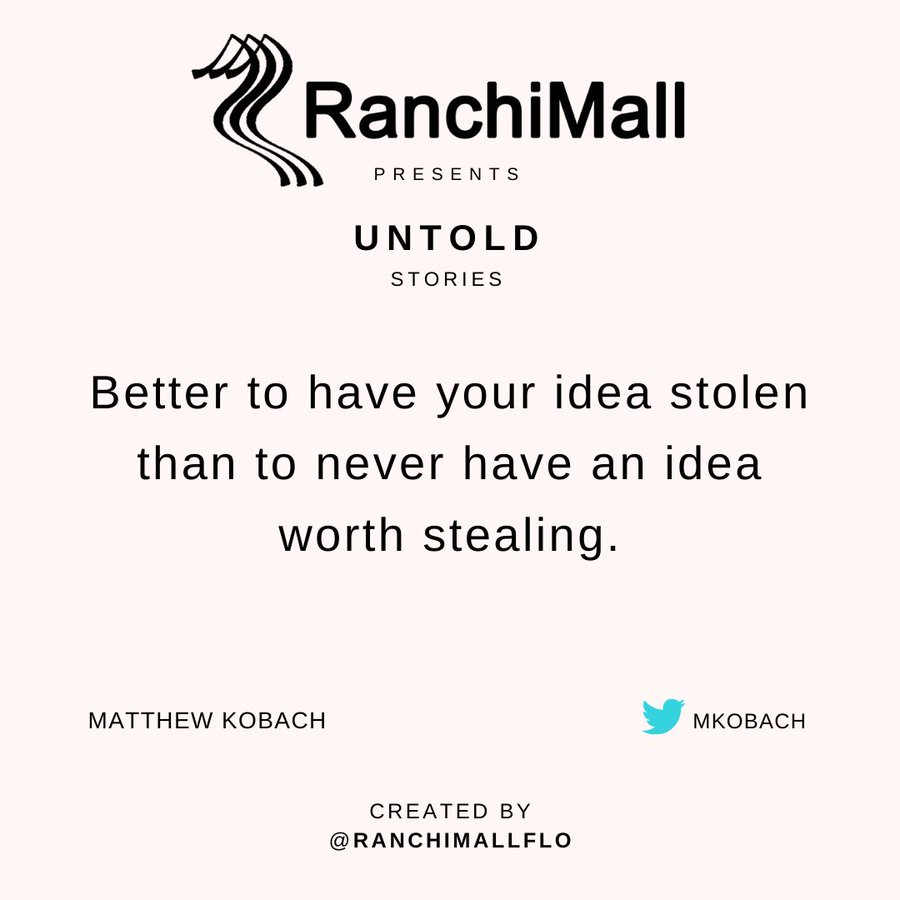 RanchiMall
PRESENTS
UNTOLD
STORIES
Better to have your idea stolen
than to never have an idea
worth stealing.
MATTHEW KOBACH
MKOBACH
CREATED BY
@RANCHIMALLFLO